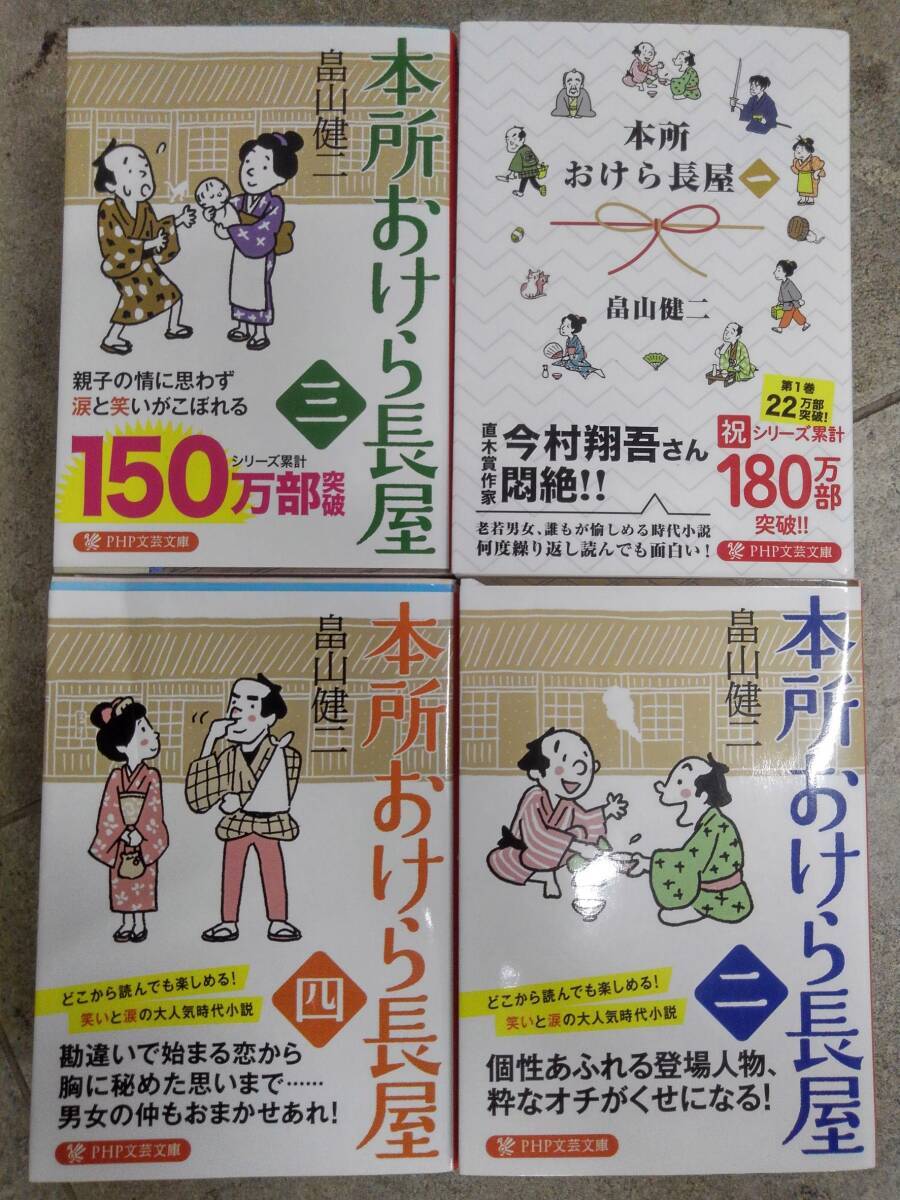 本所おけら長屋
畠山健二
三
親子の情に思わず
涙と笑いがこぼれる
シリーズ累計
150万部突破
PHP文芸文庫
本所
おけら長屋 一
畠山健二
直木賞作家
今村翔吾さん
悶絶!!
老若男女、誰もが愉しめる時代小説
何度繰り返し読んでも面白い!
第1巻
22万部突破!
祝シリーズ累計
180万部
突破!!
PHP文芸文庫
本所おけら長屋
畠山健二
四
どこから読んでも楽しめる!
笑いと涙の大人気時代小説
勘違いで始まる恋から
胸に秘めた思いまで……
男女の仲もおまかせあれ!
PHP文芸文庫
本所おけら長屋
畠山健二
二
どこから読んでも楽しめる!
笑いと涙の大人気時代小説
個性あふれる登場人物、
粋なオチがくせになる!
PHP文芸文庫